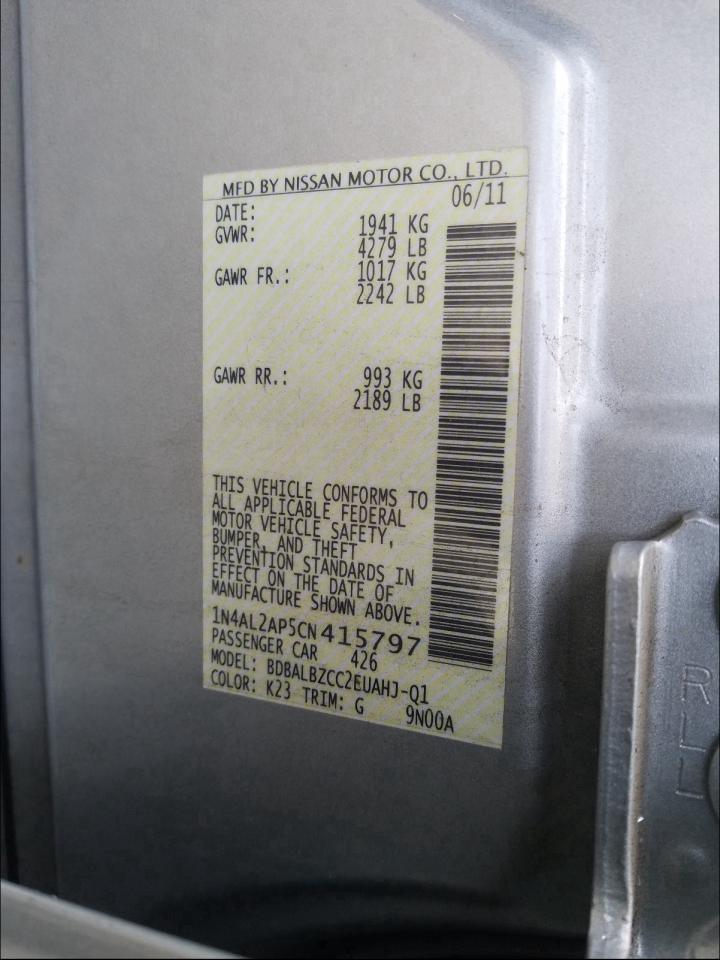 MFD BY NISSAN MOTOR CO., LTD.
DATE: 06/11
GVWR: 1941 KG
4279 LB
GAWR FR.: 1017 KG
2242 LB
GAWR RR.: 993 KG
2189 LB
THIS VEHICLE CONFORMS TO
ALL APPLICABLE FEDERAL
MOTOR VEHICLE SAFETY,
BUMPER, AND THEFT
PREVENTION STANDARDS IN
EFFECT ON THE DATE OF
MANUFACTURE SHOWN ABOVE.
1N4AL2AP5CN415797
PASSENGER CAR 426
MODEL: BDBALBZCC2EUAHJ-Q1
COLOR: K23 TRIM: G 9N00A
RLL